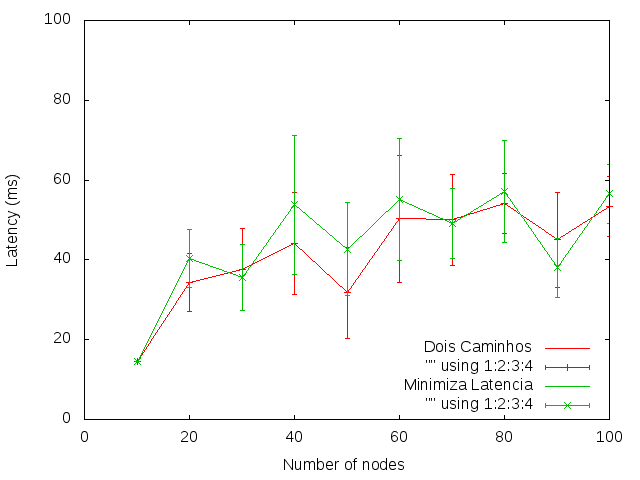 100
80
60
40
20
0
Latency (ms)
Dois Caminhos
"" using 1:2:3:4
Minimiza Latencia
"" using 1:2:3:4
0 20 40 60 80 100
Number of nodes